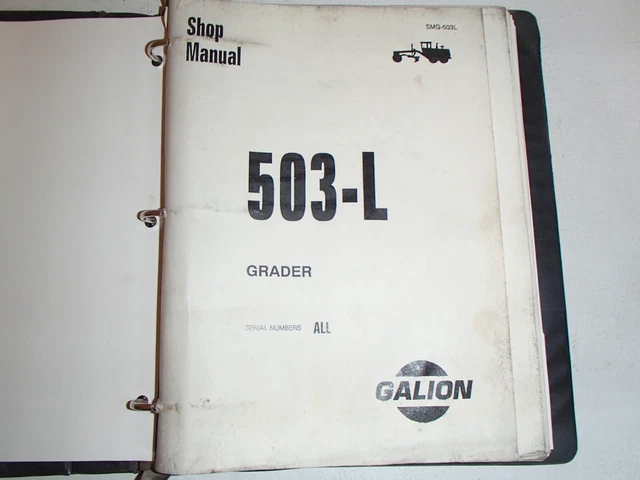 Shop
Manual
SMG-503L
503-L
GRADER
SERIAL NUMBERS ALL
GALION